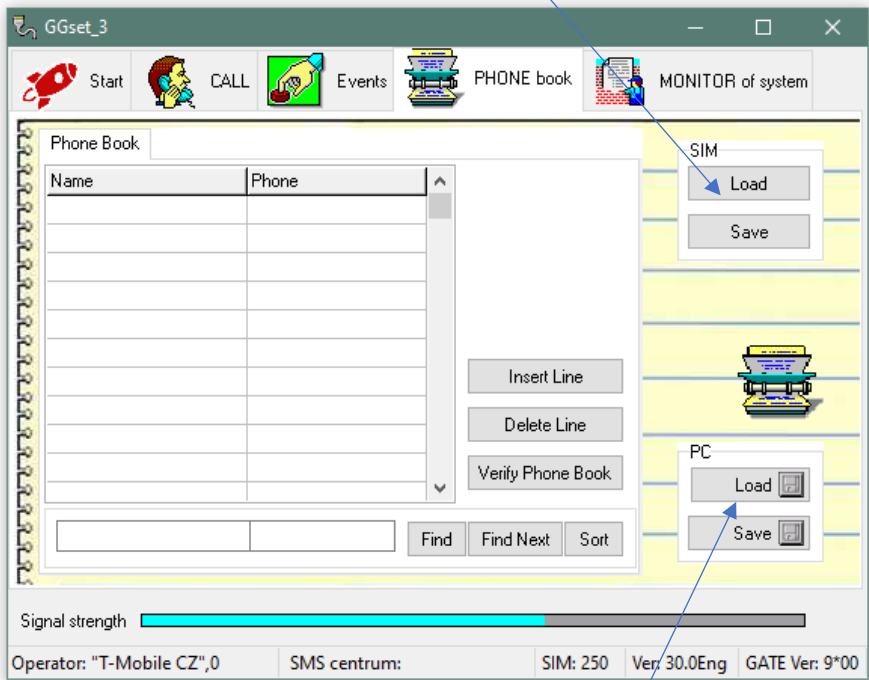 GGset_3
Start
CALL
Events
PHONE book
MONITOR of system
Phone Book
Name Phone
SIM
Load
Save
Insert Line
Delete Line
Verify Phone Book
PC
Load
Save
Find
Find Next
Sort
Signal strength
Operator: "T-Mobile CZ",0 SMS centrum: SIM: 250 Ver: 30.0Eng GATE Ver: 9*00